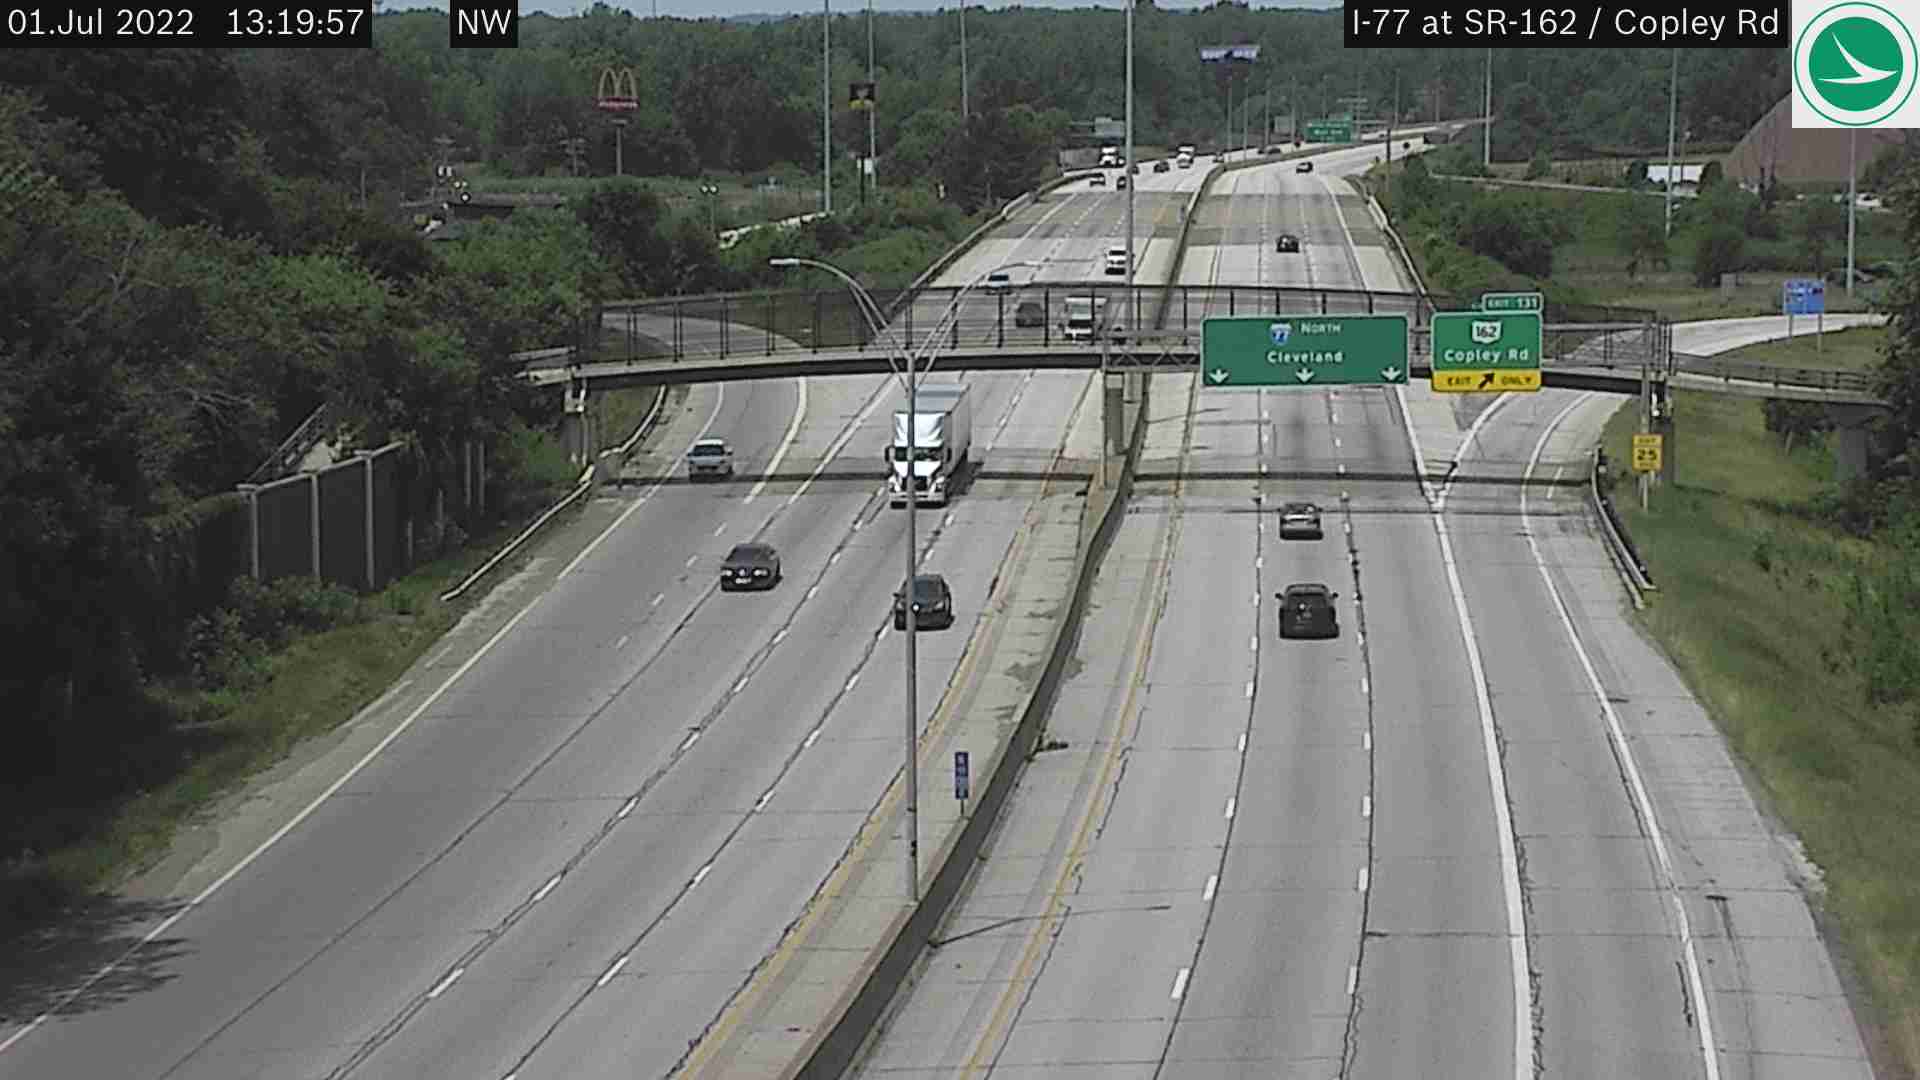 01.Jul 2022 13:19:57
NW
I-77 at SR-162 / Copley Rd
EXIT 131
77 NORTH
Cleveland
162
Copley Rd
EXIT ONLY
25